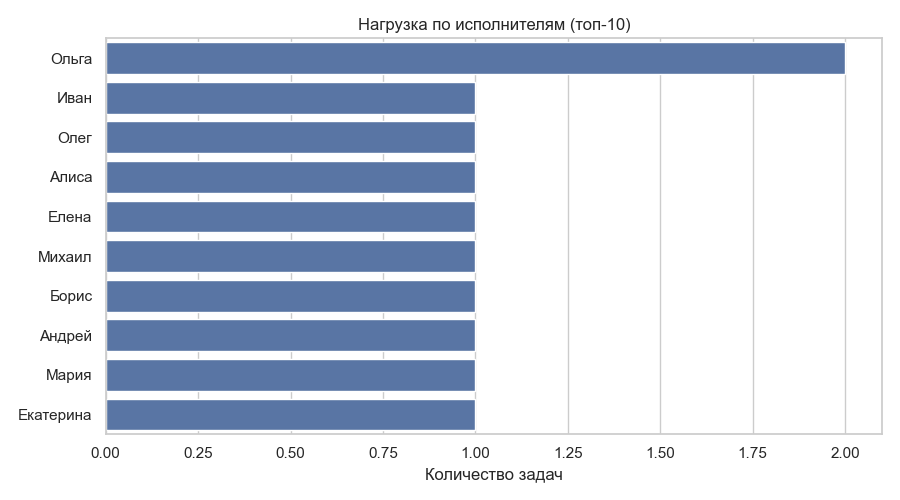 Нагрузка по исполнителям (топ-10)
Ольга
Иван
Олег
Алиса
Елена
Михаил
Борис
Андрей
Мария
Екатерина
0.00 0.25 0.50 0.75 1.00 1.25 1.50 1.75 2.00
Количество задач